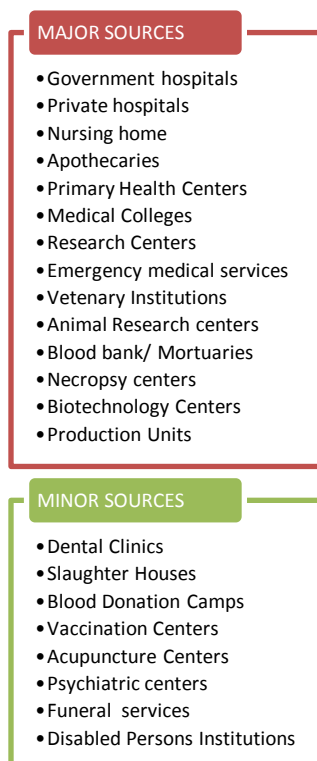 MAJOR SOURCES
•Government hospitals
•Private hospitals
•Nursing home
•Apothecaries
•Primary Health Centers
•Medical Colleges
•Research Centers
•Emergency medical services
•Vetenary Institutions
•Animal Research centers
•Blood bank/ Mortuaries
•Necropsy centers
•Biotechnology Centers
•Production Units
MINOR SOURCES
•Dental Clinics
•Slaughter Houses
•Blood Donation Camps
•Vaccination Centers
•Acupuncture Centers
•Psychiatric centers
•Funeral services
•Disabled Persons Institutions